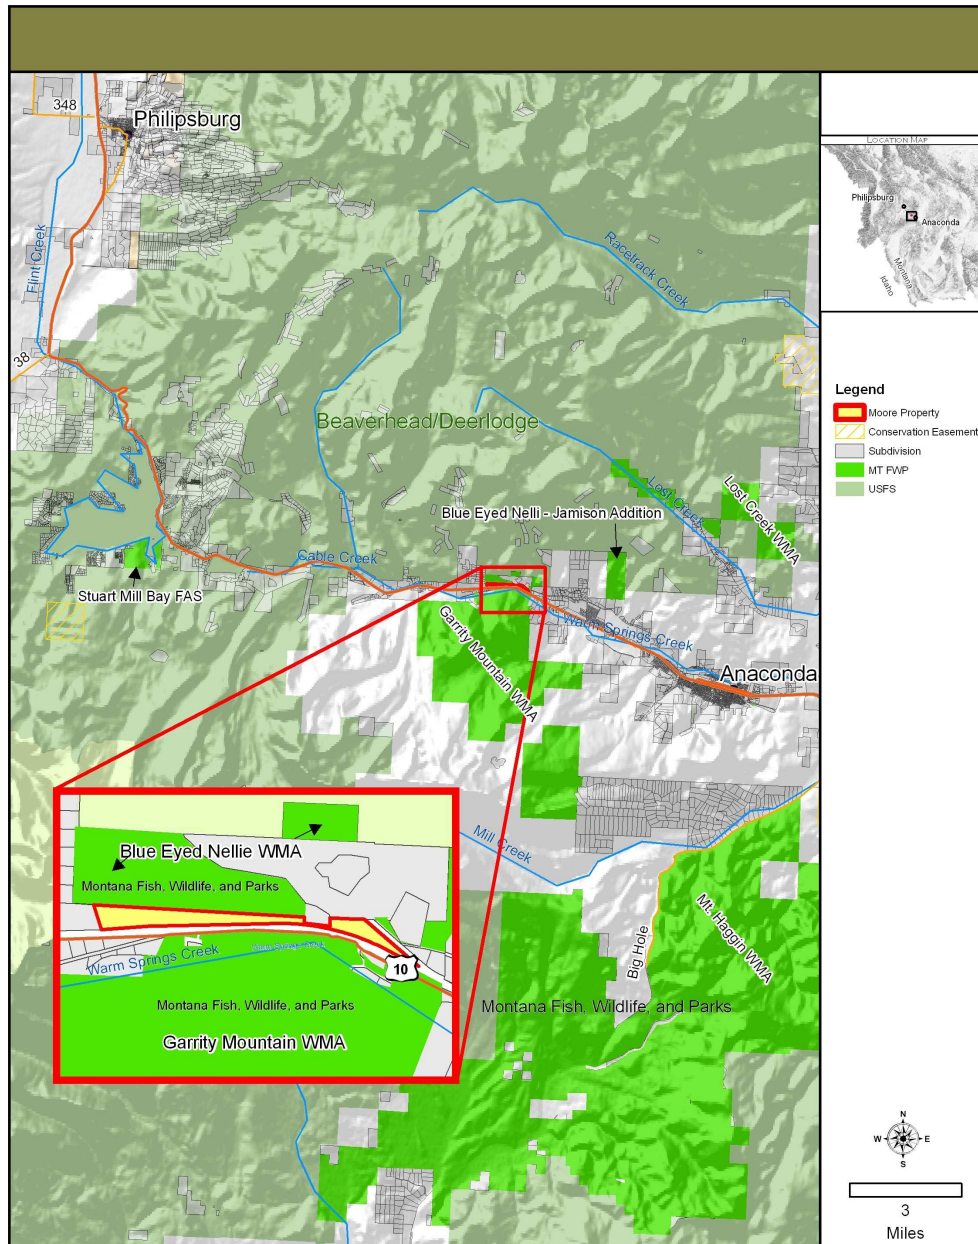 348
Philipsburg
Flint Creek
Racetrack Creek
38
Beaverhead/Deerlodge
Lost Creek
Lost Creek WMA
Blue Eyed Nelli - Jamison Addition
Cable Creek
Stuart Mill Bay FAS
Garrity Mountain WMA
Warm Springs Creek
Anaconda
Mill Creek
Big Hole
Mt. Haggin WMA
Montana Fish, Wildlife, and Parks
Blue Eyed Nellie WMA
Montana Fish, Wildlife, and Parks
Warm Springs Creek
Warm Springs Creek
10
Montana Fish, Wildlife, and Parks
Garrity Mountain WMA
LOCATION MAP
Philipsburg
Anaconda
Montana
Idaho
Legend
Moore Property
Conservation Easement
Subdivision
MT FWP
USFS
N
W E
S
3
Miles